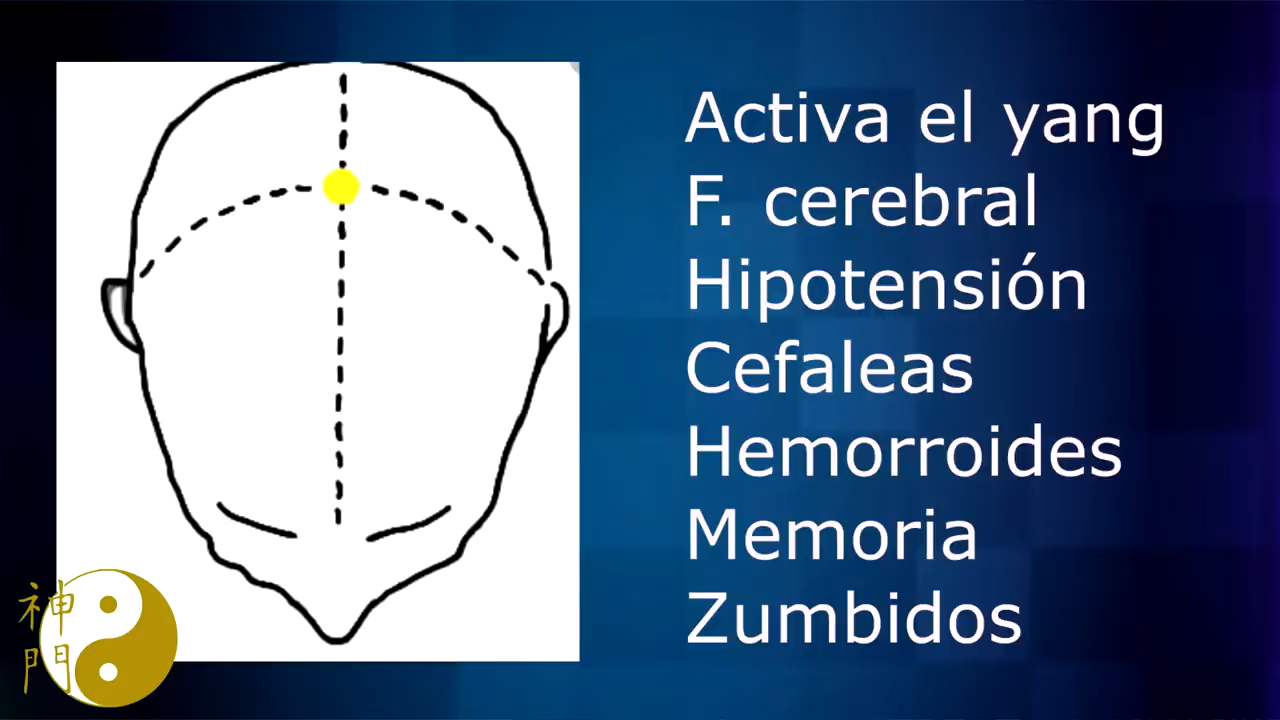 Activa el yang
F. cerebral
Hipotensión
Cefaleas
Hemorroides
Memoria
Zumbidos
神
門